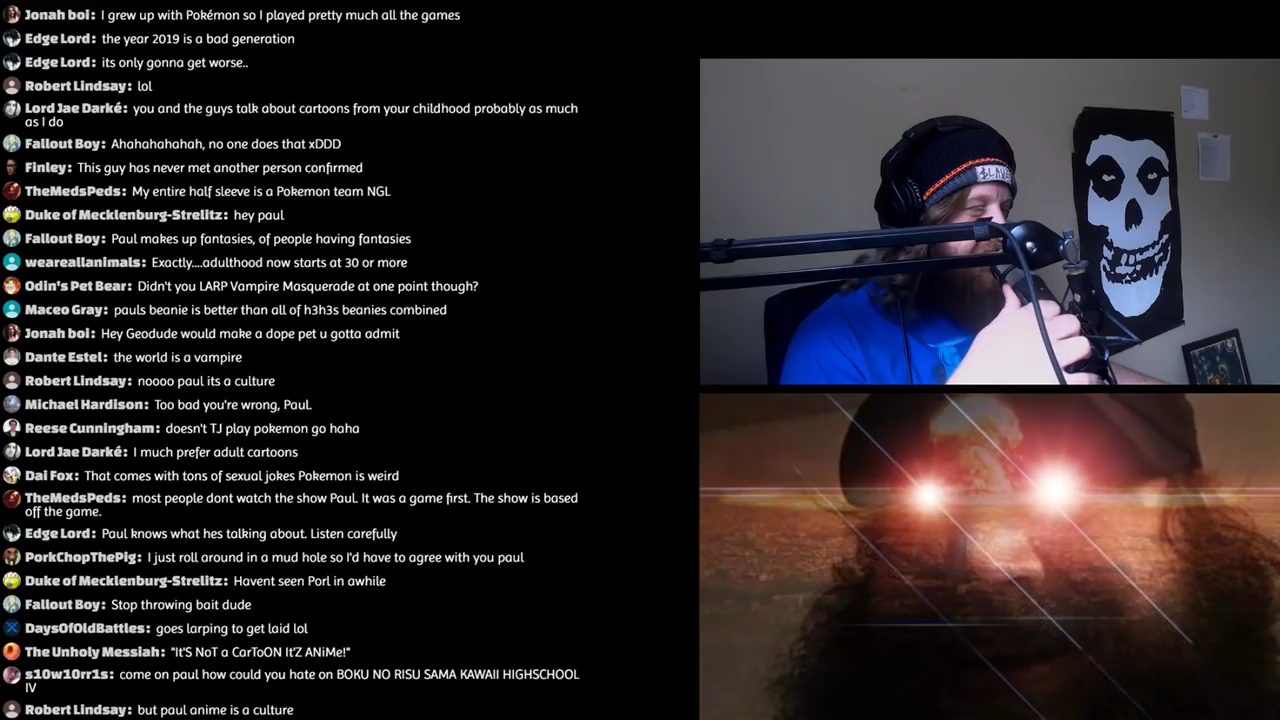 Jonah boi: I grew up with Pokémon so I played pretty much all the games
Edge Lord: the year 2019 is a bad generation
Edge Lord: its only gonna get worse..
Robert Lindsay: lol
Lord Jae Darké: you and the guys talk about cartoons from your childhood probably as much
as I do
Fallout Boy: Ahahahahahah, no one does that xDDD
Finley: This guy has never met another person confirmed
TheMedsPeds: My entire half sleeve is a Pokemon team NGL
Duke of Mecklenburg-Strelitz: hey paul
Fallout Boy: Paul makes up fantasies, of people having fantasies
weareallanimals: Exactly....adulthood now starts at 30 or more
Odin's Pet Bear: Didn't you LARP Vampire Masquerade at one point though?
Maceo Gray: pauls beanie is better than all of h3h3s beanies combined
Jonah boi: Hey Geodude would make a dope pet u gotta admit
Dante Estel: the world is a vampire
Robert Lindsay: noooo paul its a culture
Michael Hardison: Too bad you're wrong, Paul.
Reese Cunningham: doesn't TJ play pokemon go haha
Lord Jae Darké: I much prefer adult cartoons
Dai Fox: That comes with tons of sexual jokes Pokemon is weird
TheMedsPeds: most people dont watch the show Paul. It was a game first. The show is based
off the game.
Edge Lord: Paul knows what hes talking about. Listen carefully
PorkChopThePig: I just roll around in a mud hole so I'd have to agree with you paul
Duke of Mecklenburg-Strelitz: Havent seen Porl in awhile
Fallout Boy: Stop throwing bait dude
DaysOfOldBattles: goes larping to get laid lol
The Unholy Messiah: "It'S NoT a CarToON It'Z ANiMe!"
s10w10rr1s: come on paul how could you hate on BOKU NO RISU SAMA KAWAII HIGHSCHOOL
IV
Robert Lindsay: but paul anime is a culture